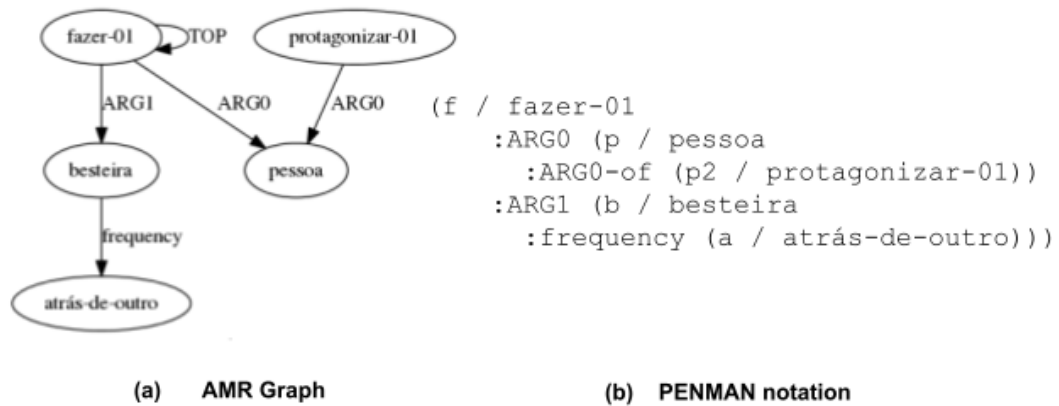 fazer-01
TOP
protagonizar-01
ARG1
ARG0
ARG0
besteira
pessoa
frequency
atrás-de-outro
(f / fazer-01
:ARG0 (p / pessoa
:ARG0-of (p2 / protagonizar-01))
:ARG1 (b / besteira
:frequency (a / atrás-de-outro)))
(a) AMR Graph
(b) PENMAN notation